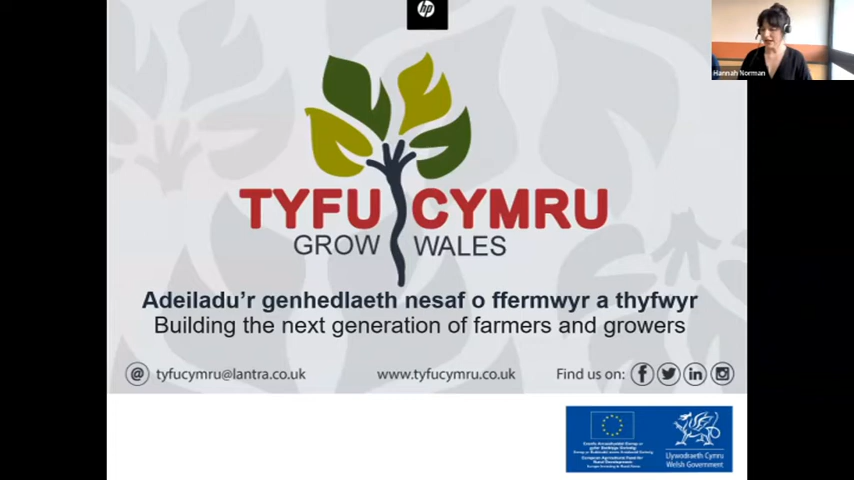 hp
Hannah Norman
TYFU CYMRU
GROW WALES
Adeiladu'r genhedlaeth nesaf o ffermwyr a thyfwyr
Building the next generation of farmers and growers
@ tyfucymru@lantra.co.uk www.tyfucymru.co.uk Find us on:
Llywodraeth Cymru
Welsh Government